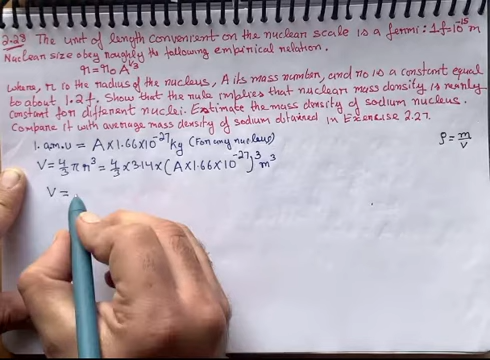 2.28 The unit of length convenient on the nuclear scale is a fermi: 1f=10⁻¹⁵ m
Nuclear size obey roughly the following empirical relation.
r=r₀ A^1/3
where, r is the radius of the nucleus, A its mass number, and r₀ is a constant equal
to about 1.2f. Show that the rule implies that nuclear mass density is nearly
constant for different nuclei. Estimate the mass density of sodium nucleus.
Compare it with average mass density of sodium obtained in Exercise 2.27.
1. a.m.u = A×1.66×10⁻²⁷ kg (For any nucleus)
ρ = m/v
V = 4/3 π r³ = 4/3 × 3.14 × (A×1.66×10⁻²⁷)³ m³
V =